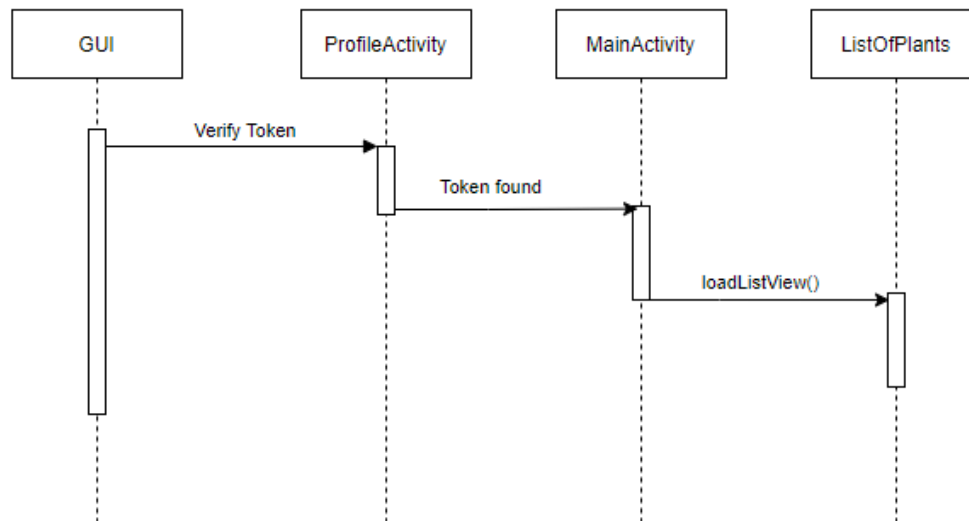 GUI
ProfileActivity
MainActivity
ListOfPlants
Verify Token
Token found
loadListView()